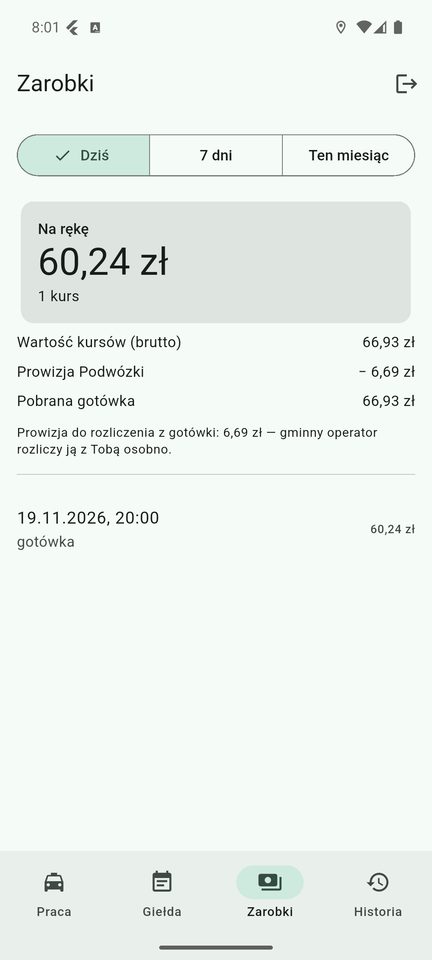 8:01
A
Zarobki
Dziś
7 dni
Ten miesiąc
Na rękę
60,24 zł
1 kurs
Wartość kursów (brutto) 66,93 zł
Prowizja Podwózki − 6,69 zł
Pobrana gotówka 66,93 zł
Prowizja do rozliczenia z gotówki: 6,69 zł — gminny operator
rozliczy ją z Tobą osobno.
19.11.2026, 20:00
gotówka
60,24 zł
Praca
Giełda
Zarobki
Historia